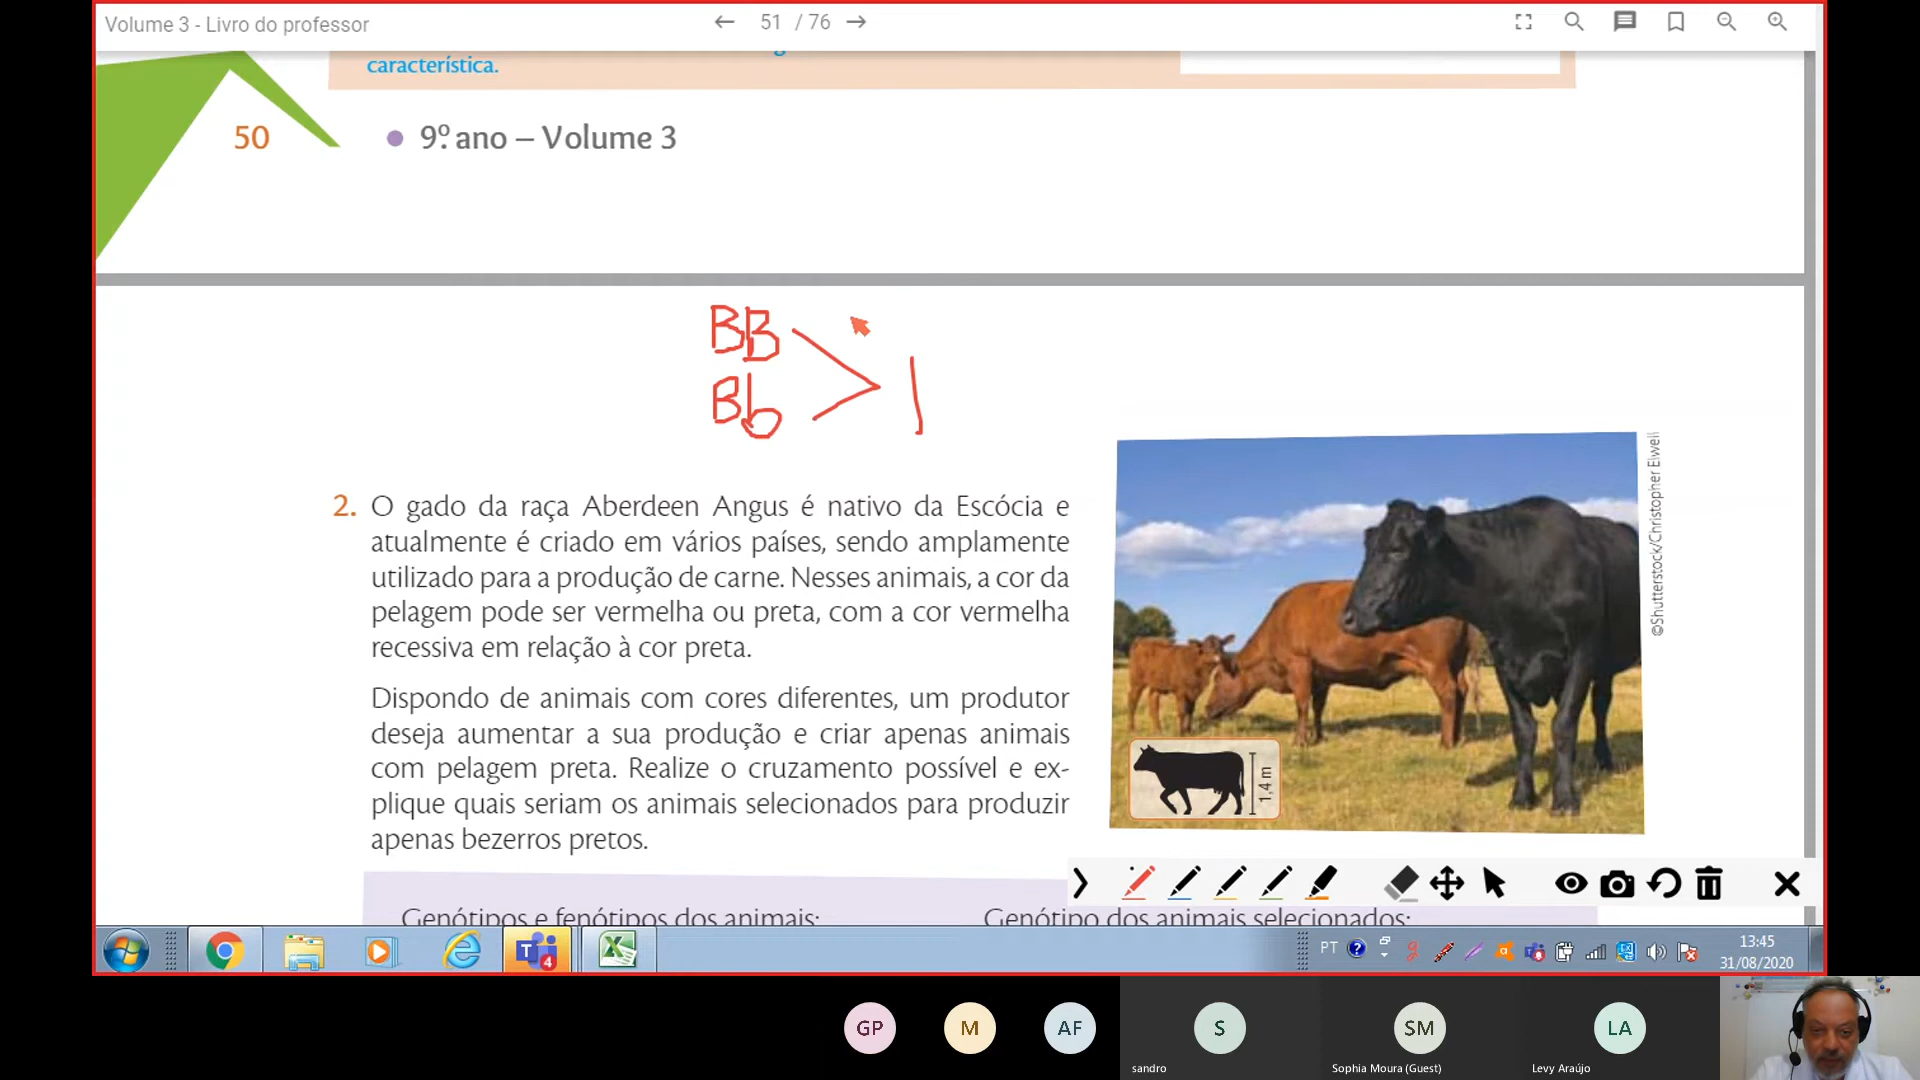 Volume 3 - Livro do professor
51 / 76
característica.
50
9º. ano – Volume 3
BB
Bb
2. O gado da raça Aberdeen Angus é nativo da Escócia e
atualmente é criado em vários países, sendo amplamente
utilizado para a produção de carne. Nesses animais, a cor da
pelagem pode ser vermelha ou preta, com a cor vermelha
recessiva em relação à cor preta.
Dispondo de animais com cores diferentes, um produtor
deseja aumentar a sua produção e criar apenas animais
com pelagem preta. Realize o cruzamento possível e ex-
plique quais seriam os animais selecionados para produzir
apenas bezerros pretos.
©Shutterstock/Christopher Elwell
1,4 m
Genótipos e fenótipos dos animais:
Genótipo dos animais selecionados:
4
PT
13:45
31/08/2020
GP
M
AF
S
SM
LA
sandro
Sophia Moura (Guest)
Levy Araújo